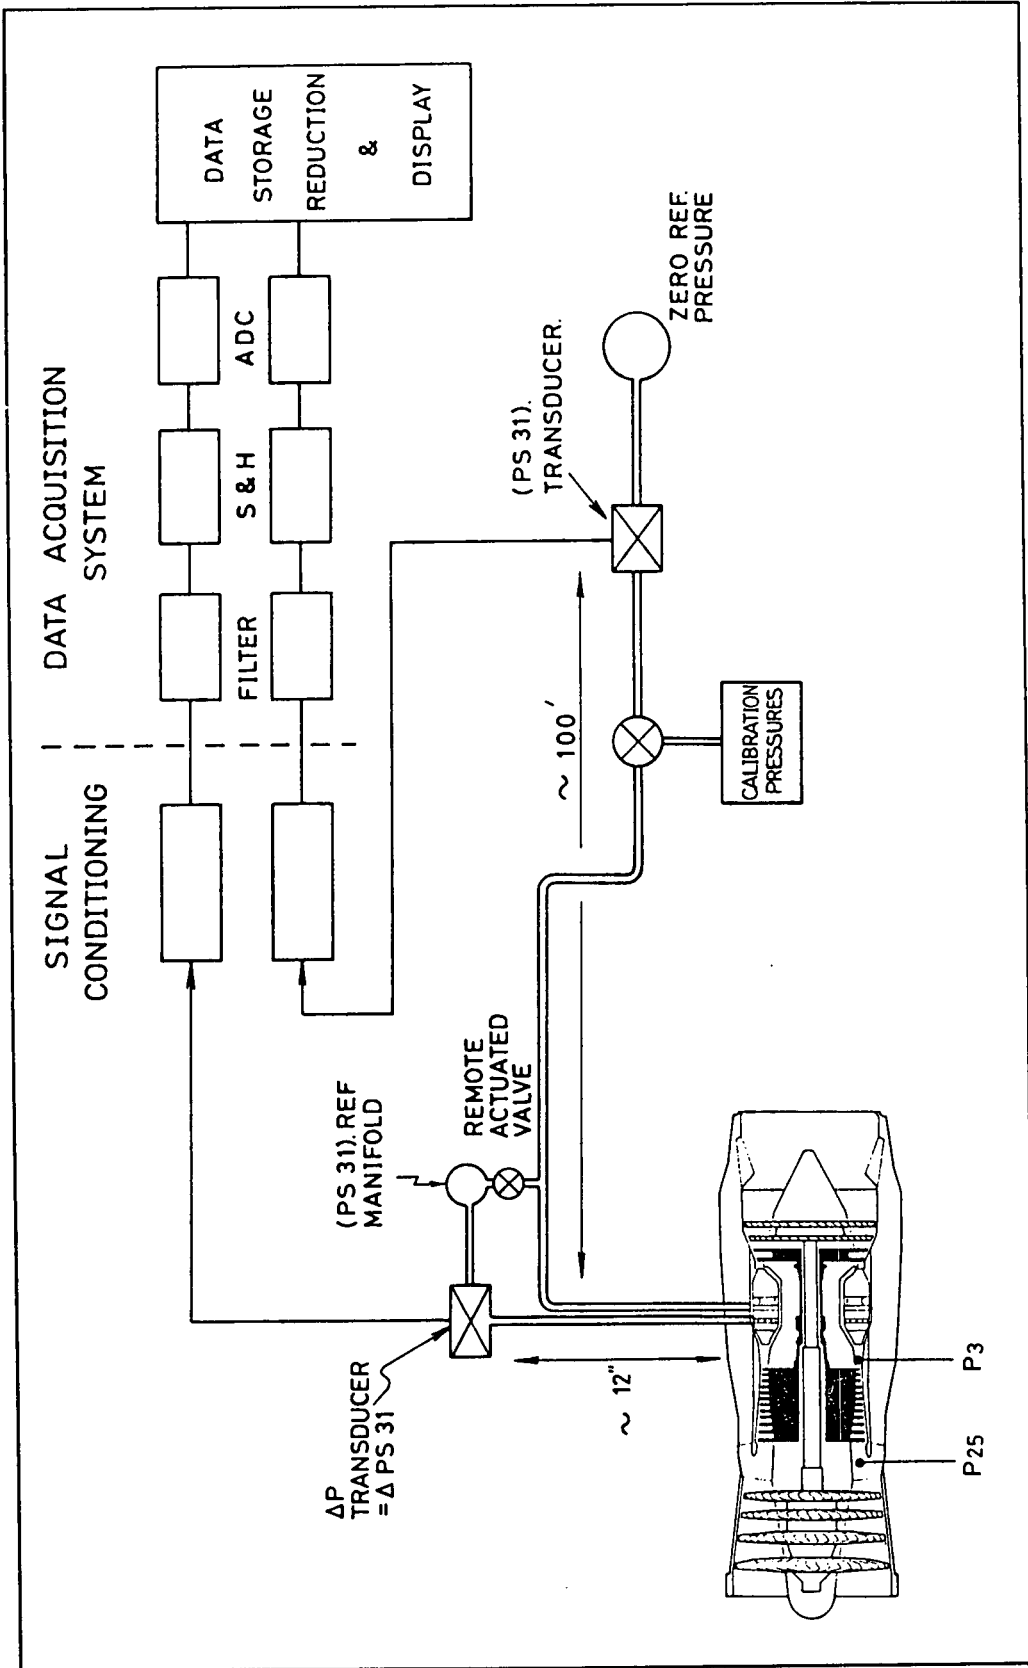 SIGNAL
CONDITIONING
DATA ACQUISITION
SYSTEM
FILTER
S & H
ADC
DATA
STORAGE
REDUCTION
&
DISPLAY
(PS 31). REF
MANIFOLD
REMOTE
ACTUATED
VALVE
(PS 31).
TRANSDUCER.
ZERO REF.
PRESSURE
ΔP
TRANSDUCER
= Δ PS 31
~ 12"
~ 100'
CALIBRATION
PRESSURES
P25
P3